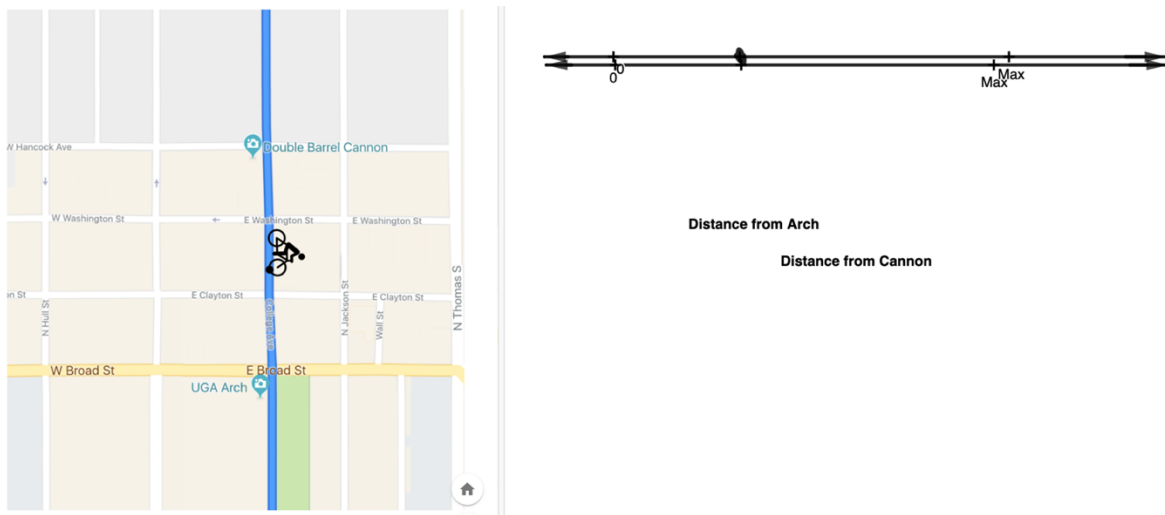 W Hancock Ave
Double Barrel Cannon
W Washington St
E Washington St
E Washington St
on St
E Clayton St
E Clayton St
N Hull St
N Jackson St
Wall St
N Thomas S
W Broad St
E Broad St
UGA Arch
0
0
Max
Max
Distance from Arch
Distance from Cannon